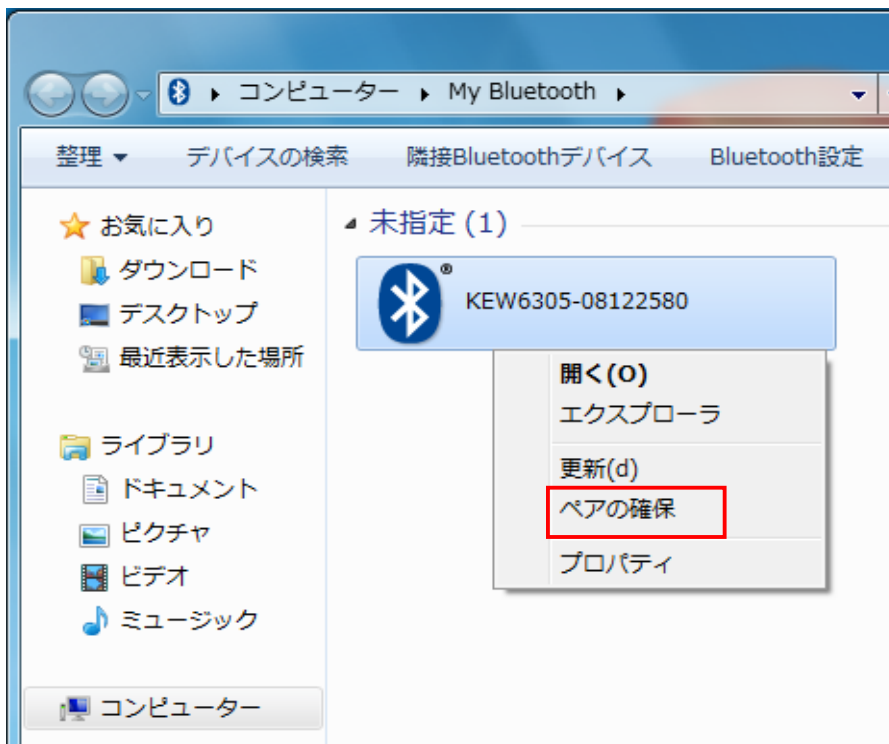 コンピューター My Bluetooth
整理 デバイスの検索 隣接Bluetoothデバイス Bluetooth設定
お気に入り
ダウンロード
デスクトップ
最近表示した場所
ライブラリ
ドキュメント
ピクチャ
ビデオ
ミュージック
コンピューター
未指定 (1)
® KEW6305-08122580
開く(O)
エクスプローラ
更新(d)
ペアの確保
プロパティ